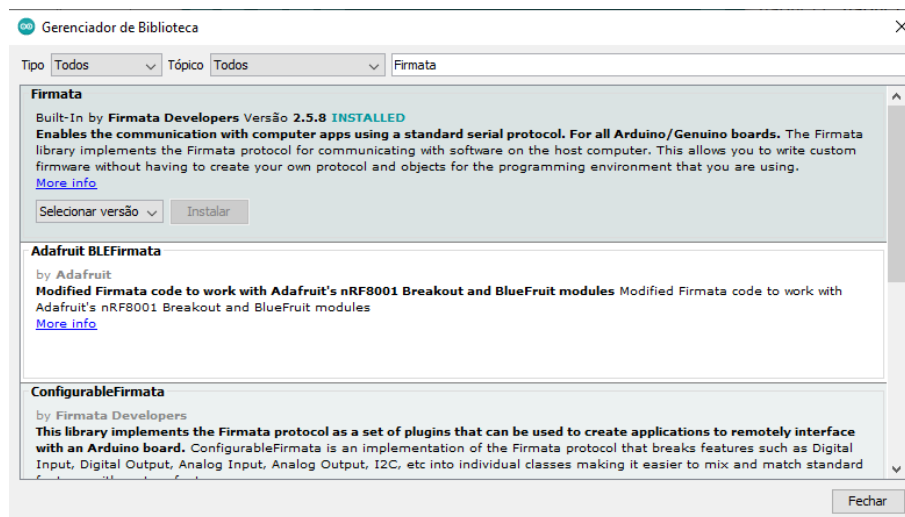 Gerenciador de Biblioteca
Tipo Todos Tópico Todos Firmata
Firmata
Built-In by Firmata Developers Versão 2.5.8 INSTALLED
Enables the communication with computer apps using a standard serial protocol. For all Arduino/Genuino boards. The Firmata
library implements the Firmata protocol for communicating with software on the host computer. This allows you to write custom
firmware without having to create your own protocol and objects for the programming environment that you are using.
More info
Selecionar versão Instalar
Adafruit BLEFirmata
by Adafruit
Modified Firmata code to work with Adafruit's nRF8001 Breakout and BlueFruit modules Modified Firmata code to work with
Adafruit's nRF8001 Breakout and BlueFruit modules
More info
ConfigurableFirmata
by Firmata Developers
This library implements the Firmata protocol as a set of plugins that can be used to create applications to remotely interface
with an Arduino board. ConfigurableFirmata is an implementation of the Firmata protocol that breaks features such as Digital
Input, Digital Output, Analog Input, Analog Output, I2C, etc into individual classes making it easier to mix and match standard
Fechar